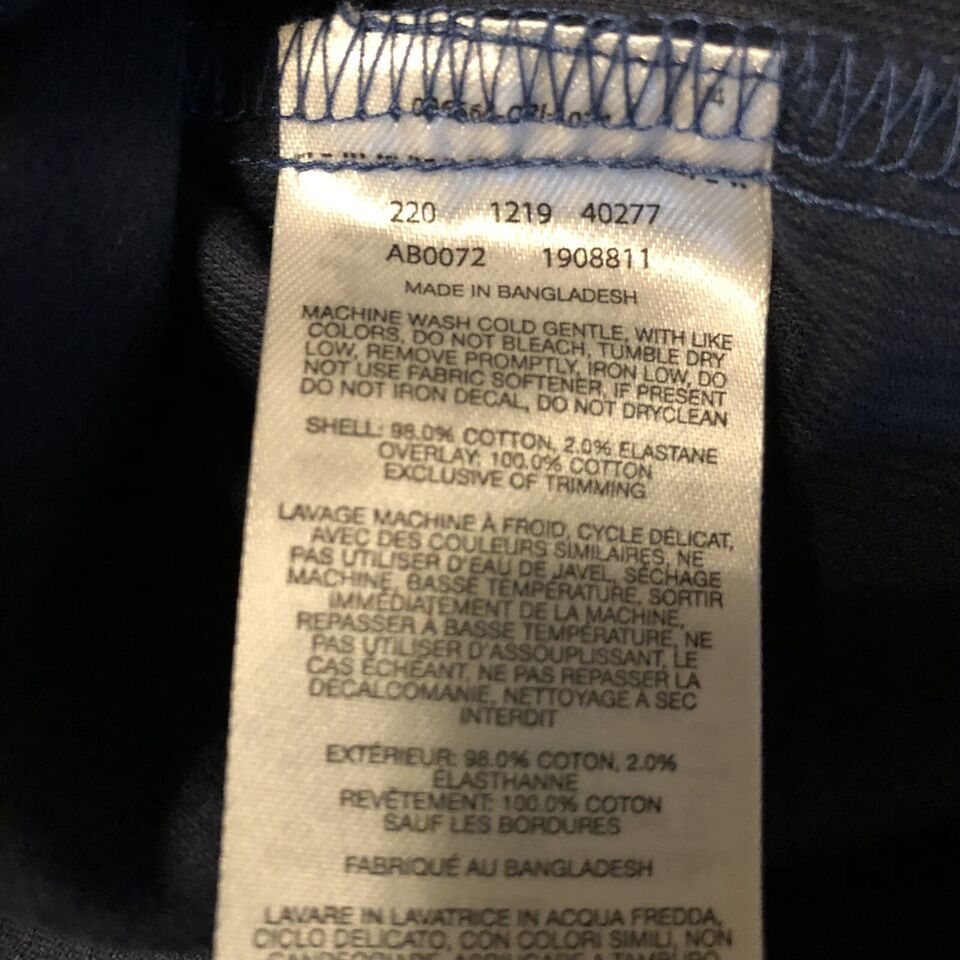 220 1219 40277
AB0072 1908811
MADE IN BANGLADESH
MACHINE WASH COLD GENTLE, WITH LIKE
COLORS, DO NOT BLEACH, TUMBLE DRY
LOW, REMOVE PROMPTLY, IRON LOW, DO
NOT USE FABRIC SOFTENER, IF PRESENT
DO NOT IRON DECAL, DO NOT DRYCLEAN
SHELL: 98.0% COTTON, 2.0% ELASTANE
OVERLAY: 100.0% COTTON
EXCLUSIVE OF TRIMMING
LAVAGE MACHINE À FROID, CYCLE DÉLICAT,
AVEC DES COULEURS SIMILAIRES, NE
PAS UTILISER D'EAU DE JAVEL, SÉCHAGE
MACHINE, BASSE TEMPÉRATURE, SORTIR
IMMÉDIATEMENT DE LA MACHINE,
REPASSER À BASSE TEMPÉRATURE, NE
PAS UTILISER D'ASSOUPLISSANT, LE
CAS ÉCHÉANT, NE PAS REPASSER LA
DÉCALCOMANIE, NETTOYAGE A SEC
INTERDIT
EXTÉRIEUR: 98.0% COTON, 2.0%
ÉLASTHANNE
REVÊTEMENT: 100.0% COTON
SAUF LES BORDURES
FABRIQUÉ AU BANGLADESH
LAVARE IN LAVATRICE IN ACQUA FREDDA,
CICLO DELICATO, CON COLORI SIMILI, NON
CANDEGGIARE, ASCIUGARE A TAMBURO